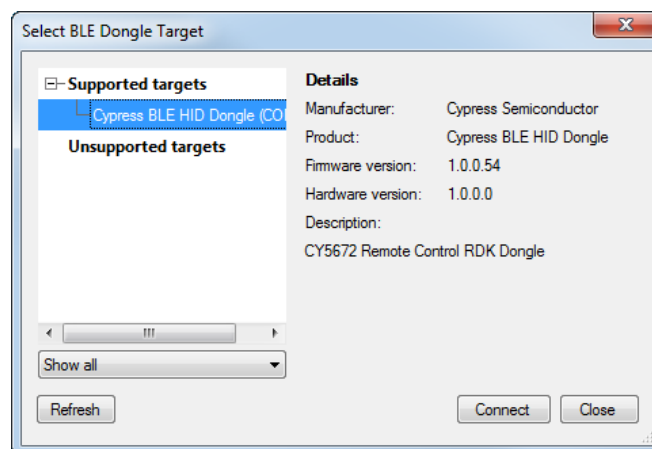 Select BLE Dongle Target
Supported targets
Cypress BLE HID Dongle (CO
Unsupported targets
Show all
Refresh
Details
Manufacturer: Cypress Semiconductor
Product: Cypress BLE HID Dongle
Firmware version: 1.0.0.54
Hardware version: 1.0.0.0
Description:
CY5672 Remote Control RDK Dongle
Connect Close